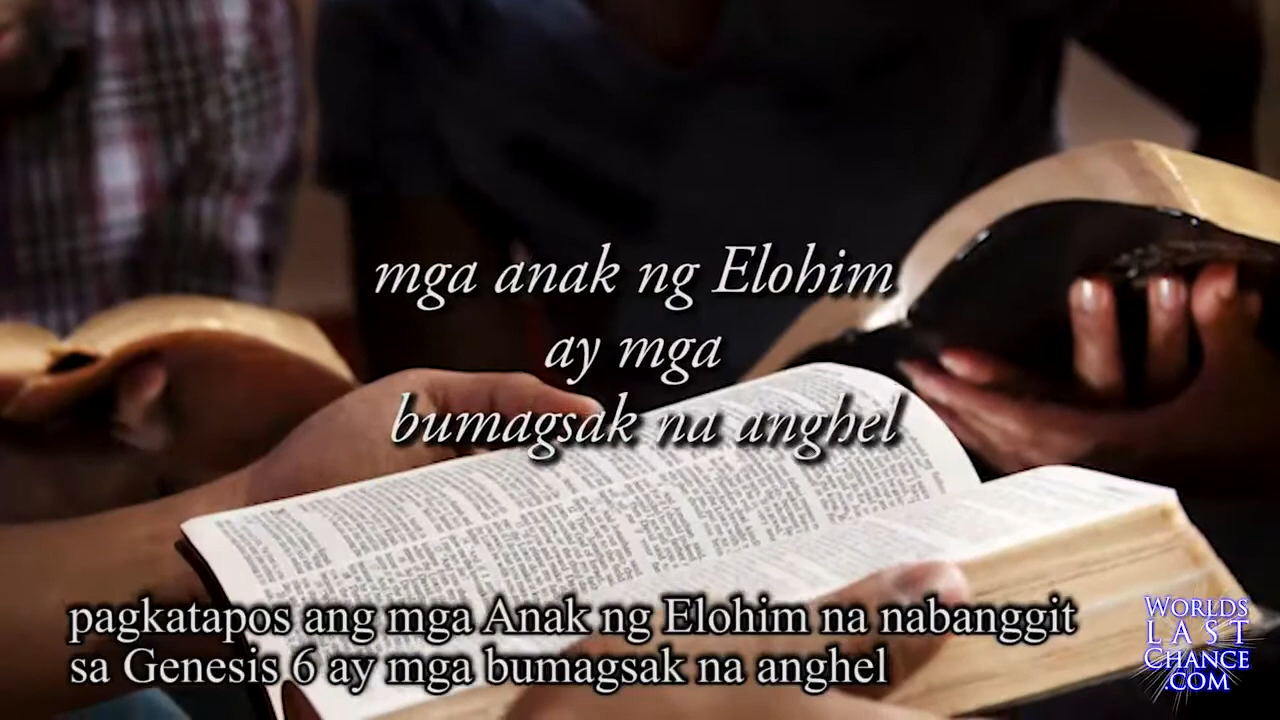 mga anak ng Elohim
ay mga
bumagsak na anghel
pagkatapos ang mga Anak ng Elohim na nabanggit
sa Genesis 6 ay mga bumagsak na anghel
WORLDS
LAST
CHANCE
.COM